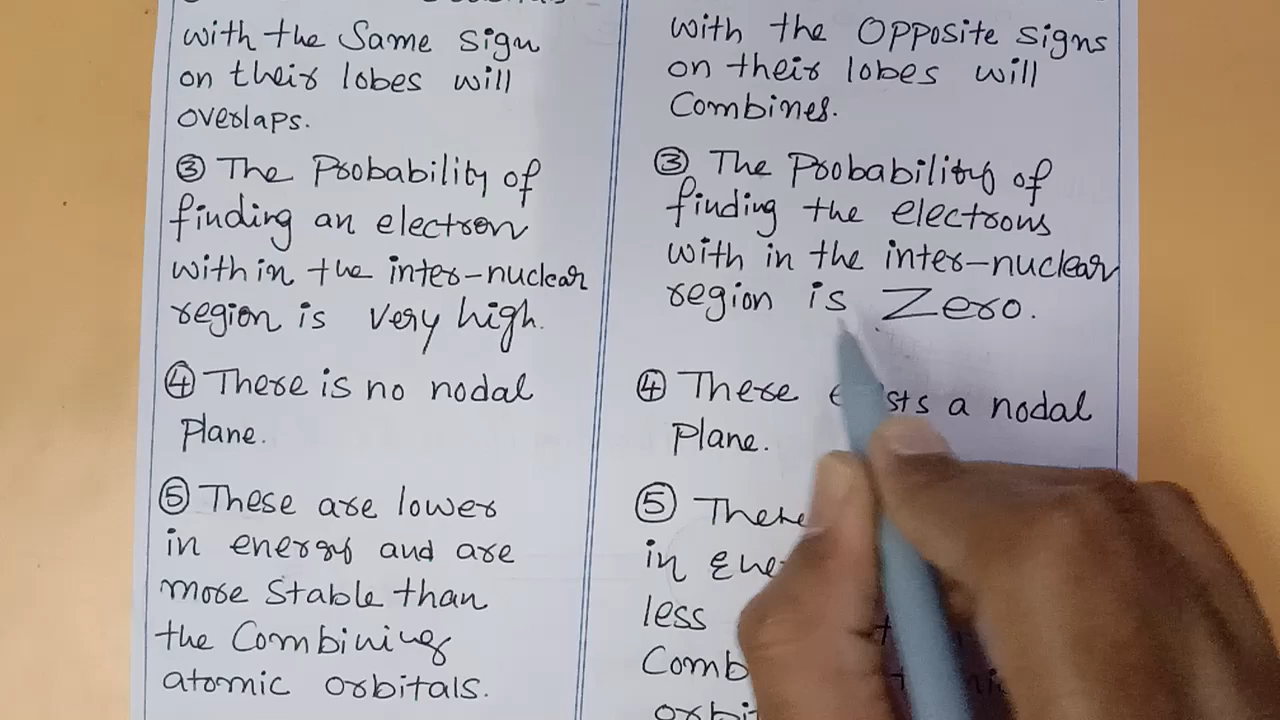 with the Same sign
on their lobes will
overlaps.
③ The Probability of
finding an electron
within the inter-nuclear
region is very high.
④ There is no nodal
Plane.
⑤ These are lower
in energy and are
more Stable than
the Combining
atomic orbitals.
with the Opposite signs
on their lobes will
Combines.
③ The Probability of
finding the electrons
with in the inter-nuclear
region is Zero.
④ There a nodal
Plane.
⑤
in
less